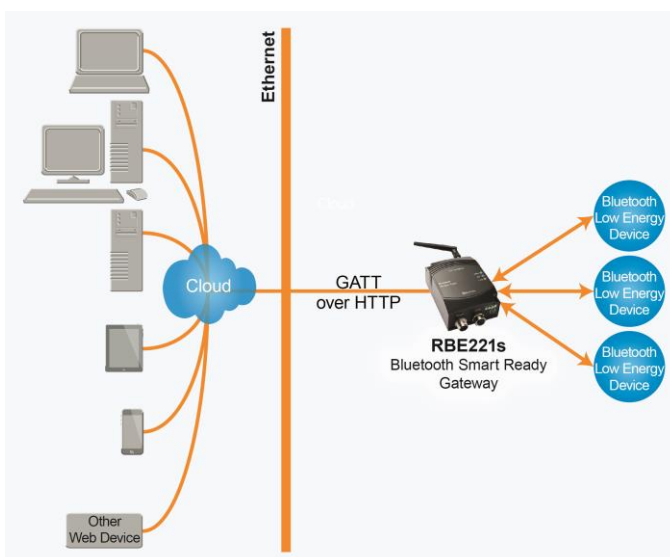 Ethernet
Cloud
Cloud
GATT
over HTTP
RBE221s
Bluetooth Smart Ready
Gateway
Bluetooth
Low Energy
Device
Bluetooth
Low Energy
Device
Bluetooth
Low Energy
Device
Other
Web Device